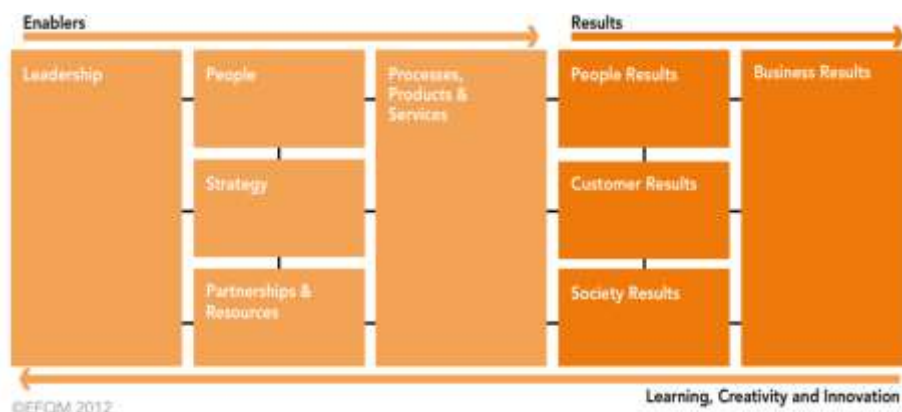 Enablers
Results
Leadership
People
Processes,
Products &
Services
People Results
Business Results
Strategy
Customer Results
Partnerships &
Resources
Society Results
Learning, Creativity and Innovation
©EFQM 2012